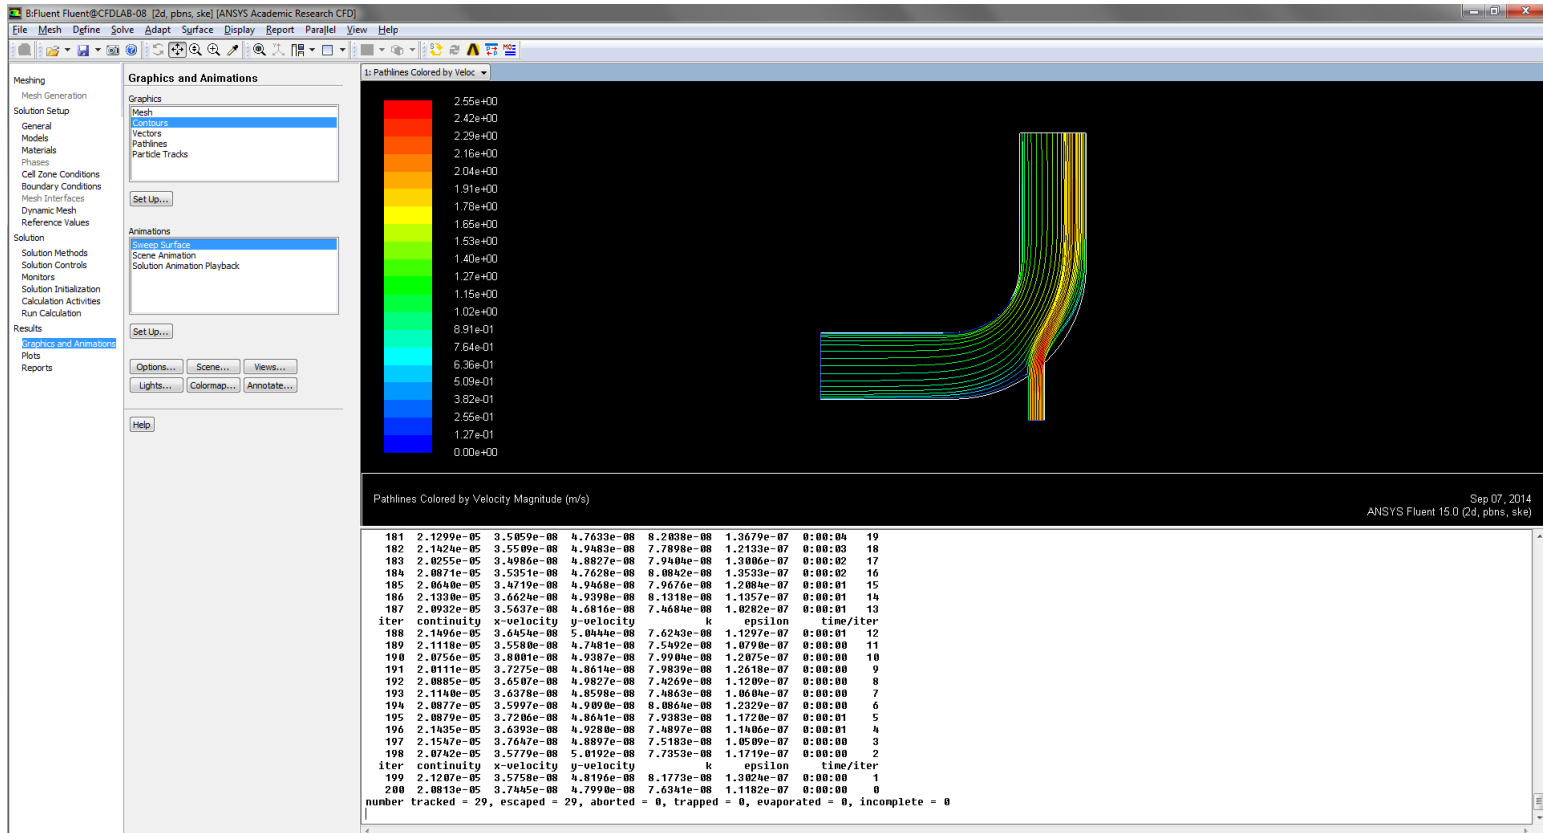 B:Fluent Fluent@CFDLAB-08 [2d, pbns, ske] [ANSYS Academic Research CFD]
File Mesh Define Solve Adapt Surface Display Report Parallel View Help
Meshing
Mesh Generation
Solution Setup
General
Models
Materials
Phases
Cell Zone Conditions
Boundary Conditions
Mesh Interfaces
Dynamic Mesh
Reference Values
Solution
Solution Methods
Solution Controls
Monitors
Solution Initialization
Calculation Activities
Run Calculation
Results
Graphics and Animations
Plots
Reports
Graphics and Animations
Graphics
Mesh
Contours
Vectors
Pathlines
Particle Tracks
Set Up...
Animations
Sweep Surface
Scene Animation
Solution Animation Playback
Set Up...
Options... Scene... Views...
Lights... Colormap... Annotate...
Help
1: Pathlines Colored by Veloc
2.55e+00
2.42e+00
2.29e+00
2.16e+00
2.04e+00
1.91e+00
1.78e+00
1.65e+00
1.53e+00
1.40e+00
1.27e+00
1.15e+00
1.02e+00
8.91e-01
7.64e-01
6.36e-01
5.09e-01
3.82e-01
2.55e-01
1.27e-01
0.00e+00
Pathlines Colored by Velocity Magnitude (m/s)
Sep 07, 2014
ANSYS Fluent 15.0 (2d, pbns, ske)
181 2.1299e-05 3.5059e-08 4.7633e-08 8.2038e-08 1.3679e-07 0:00:04 19
182 2.1424e-05 3.5509e-08 4.9483e-08 7.7898e-08 1.2133e-07 0:00:03 18
183 2.0255e-05 3.4986e-08 4.8827e-08 7.9404e-08 1.3006e-07 0:00:02 17
184 2.0871e-05 3.5351e-08 4.7628e-08 8.0842e-08 1.3533e-07 0:00:02 16
185 2.0640e-05 3.4719e-08 4.9468e-08 7.9676e-08 1.2084e-07 0:00:01 15
186 2.1330e-05 3.6624e-08 4.9398e-08 8.1318e-08 1.1357e-07 0:00:01 14
187 2.0932e-05 3.5637e-08 4.6816e-08 7.4684e-08 1.0282e-07 0:00:01 13
iter continuity x-velocity y-velocity k epsilon time/iter
188 2.1496e-05 3.6454e-08 5.0444e-08 7.6243e-08 1.1297e-07 0:00:01 12
189 2.1118e-05 3.5580e-08 4.7481e-08 7.5492e-08 1.0790e-07 0:00:01 11
190 2.0756e-05 3.8001e-08 4.9387e-08 7.9904e-08 1.2075e-07 0:00:00 10
191 2.0111e-05 3.7275e-08 4.8614e-08 7.9839e-08 1.2618e-07 0:00:00 9
192 2.0885e-05 3.6507e-08 4.9827e-08 7.4269e-08 1.1209e-07 0:00:00 8
193 2.1140e-05 3.6378e-08 4.8598e-08 7.4863e-08 1.0604e-07 0:00:00 7
194 2.0877e-05 3.5997e-08 4.9090e-08 8.0864e-08 1.2329e-07 0:00:00 6
195 2.0879e-05 3.7206e-08 4.8641e-08 7.9383e-08 1.1720e-07 0:00:01 5
196 2.1435e-05 3.6393e-08 4.9280e-08 7.4897e-08 1.1406e-07 0:00:01 4
197 2.1547e-05 3.7647e-08 4.8897e-08 7.5183e-08 1.0509e-07 0:00:00 3
198 2.0742e-05 3.5779e-08 5.0192e-08 7.7353e-08 1.1719e-07 0:00:00 2
iter continuity x-velocity y-velocity k epsilon time/iter
199 2.1207e-05 3.5758e-08 4.8196e-08 8.1773e-08 1.3024e-07 0:00:00 1
200 2.0813e-05 3.7445e-08 4.7990e-08 7.6341e-08 1.1182e-07 0:00:00 0
number tracked = 29, escaped = 29, aborted = 0, trapped = 0, evaporated = 0, incomplete = 0